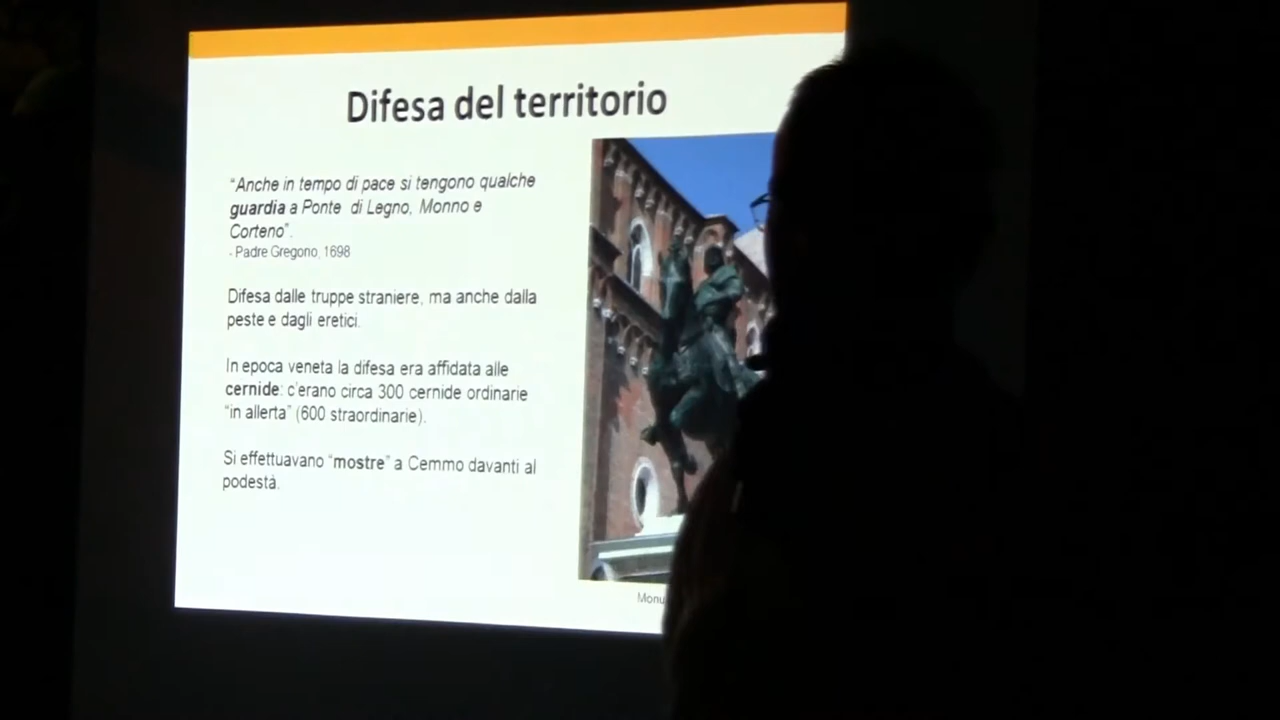 Difesa del territorio
“Anche in tempo di pace si tengono qualche
guardia a Ponte di Legno, Monno e
Corteno”.
- Padre Gregorio, 1698
Difesa dalle truppe straniere, ma anche dalla
peste e dagli eretici.
In epoca veneta la difesa era affidata alle
cernide: c'erano circa 300 cernide ordinarie
“in allerta” (600 straordinarie).
Si effettuavano “mostre” a Cemmo davanti al
podestà.